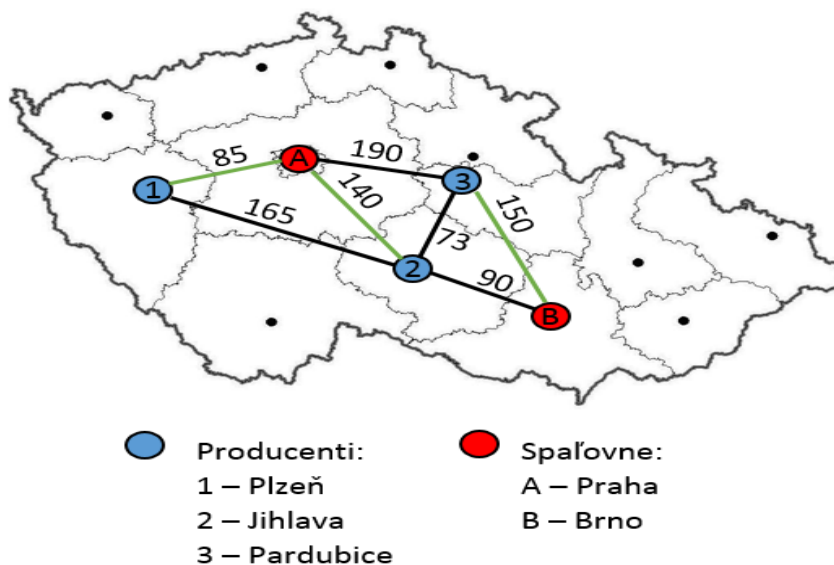 85
A
190
1
3
140
150
165
73
2
90
B
Producenti:
1 – Plzeň
2 – Jihlava
3 – Pardubice
Spaľovne:
A – Praha
B – Brno